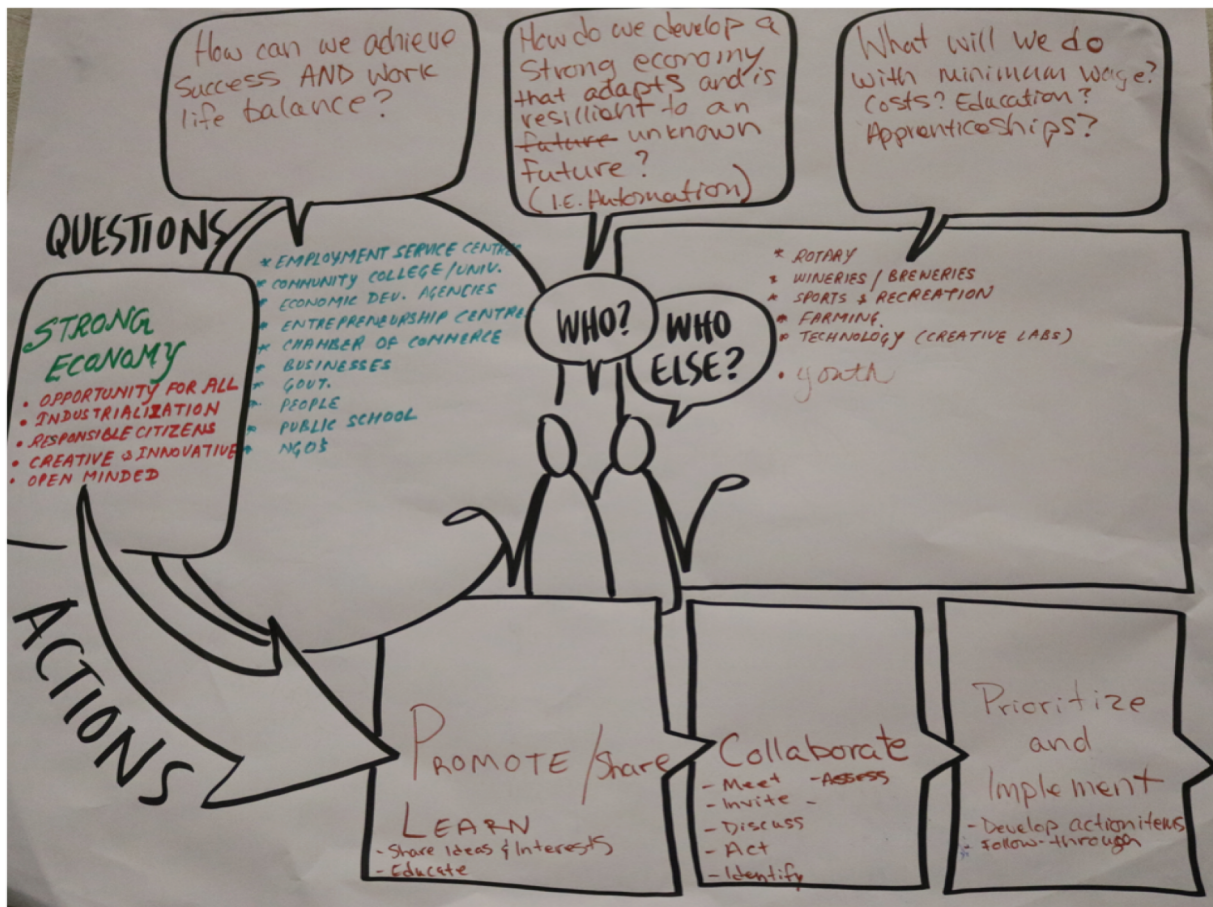 How can we achieve
Success AND Work
life balance?
How do we develop a
Strong economy
that adapts and is
resillient to an
future unknown
future?
(I.E. Automation)
What will we do
with minimum wage?
Costs? Education?
Apprenticeships?
QUESTIONS
STRONG
ECONOMY
• OPPORTUNITY FOR ALL
• INDUSTRIALIZATION
• RESPONSIBLE CITIZENS
• CREATIVE & INNOVATIVE
• OPEN MINDED
* EMPLOYMENT SERVICE CENTRES
* COMMUNITY COLLEGE/UNIV.
* ECONOMIC DEV. AGENCIES
* ENTREPRENEURSHIP CENTRE
* CHAMBER OF COMMERCE
* BUSINESSES
* GOVT.
* PEOPLE
* PUBLIC SCHOOL
* NGOS
WHO?
WHO
ELSE?
* ROTARY
* WINERIES / BREWERIES
* SPORTS & RECREATION
* FARMING.
* TECHNOLOGY (CREATIVE LABS)
• youth
ACTIONS
PROMOTE /Share
LEARN
- Share Ideas & Interests
- Educate
Collaborate
- Meet - Assess
- Invite -
- Discuss
- Act
- Identify
Prioritize
and
Implement
- Develop action items
- Follow-through